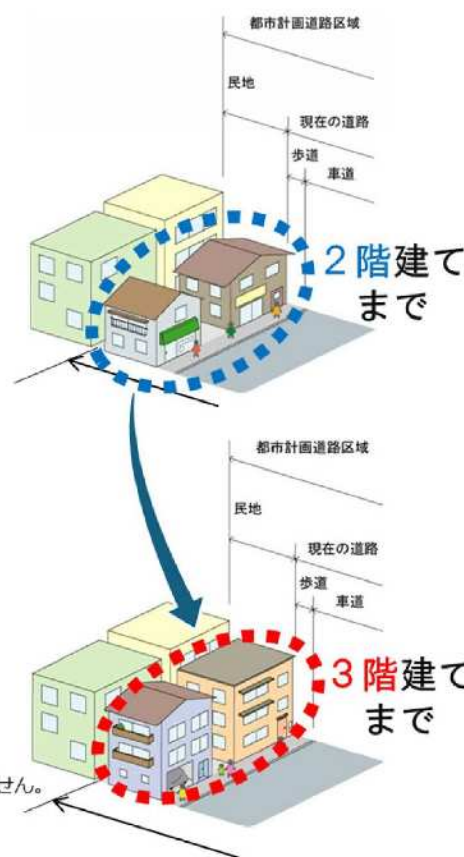 都市計画道路区域
民地
現在の道路
歩道
車道
2階建て
まで
都市計画道路区域
民地
現在の道路
歩道
車道
3階建て
まで
せん。